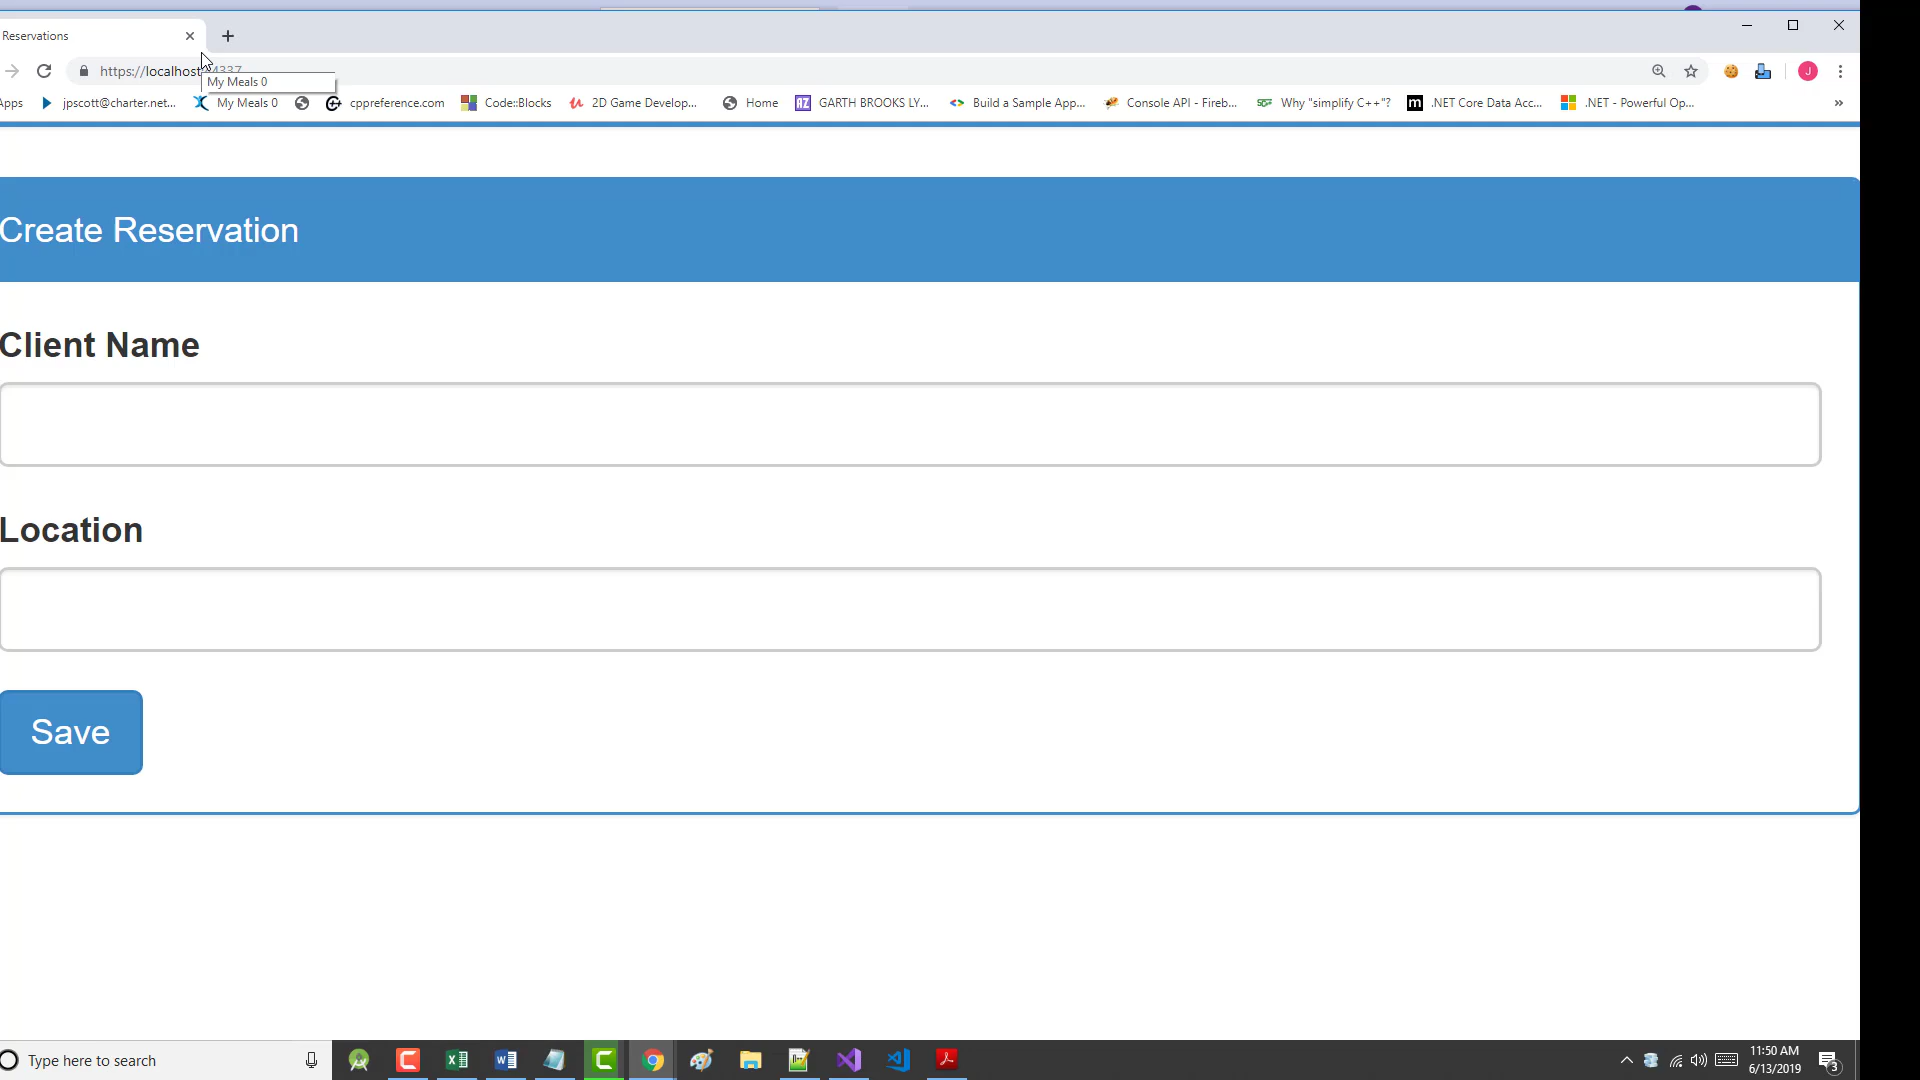 Reservations
https://localhost:44337
My Meals 0
Apps
jpscott@charter.net...
My Meals 0
cppreference.com
Code::Blocks
2D Game Develop...
Home
GARTH BROOKS LY...
Build a Sample App...
Console API - Fireb...
Why "simplify C++"?
.NET Core Data Acc...
.NET - Powerful Op...
»
Create Reservation
Client Name
Location
Save
Type here to search
11:50 AM
6/13/2019
3